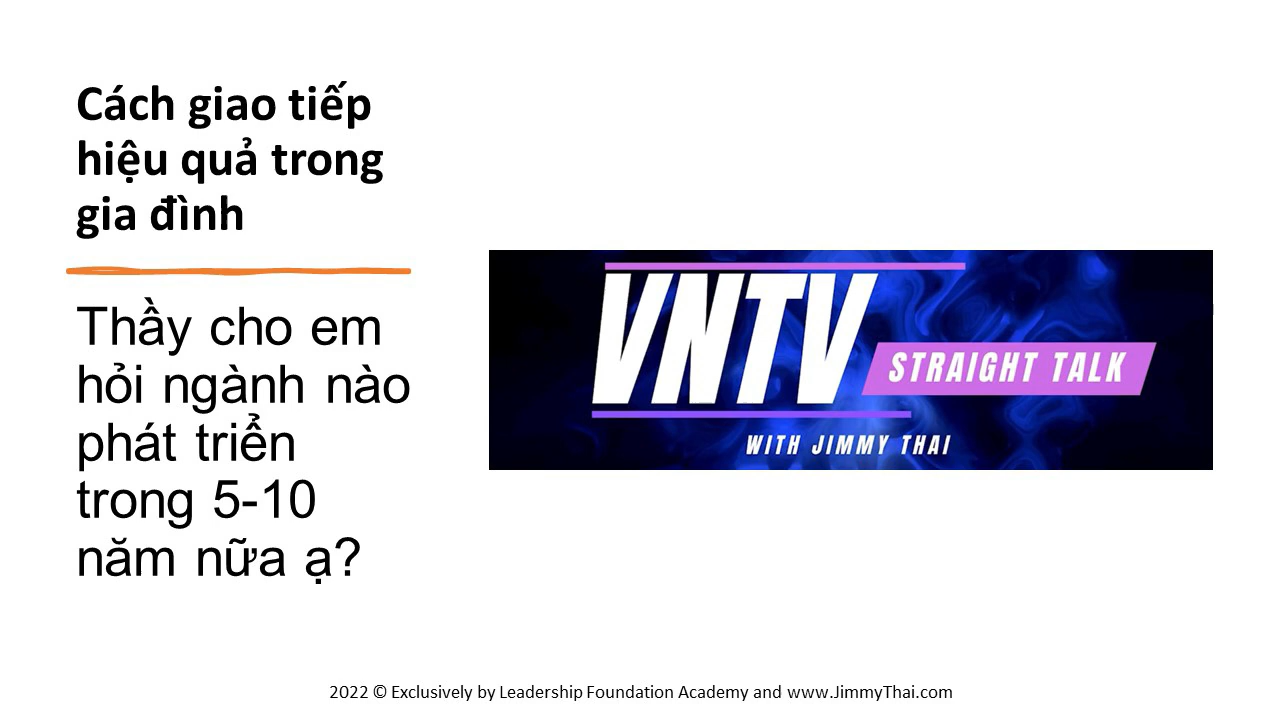 Cách giao tiếp
hiệu quả trong
gia đình
Thầy cho em
hỏi ngành nào
phát triển
trong 5-10
năm nữa ạ?
VNTV
STRAIGHT TALK
WITH JIMMY THAI
2022 © Exclusively by Leadership Foundation Academy and www.JimmyThai.com